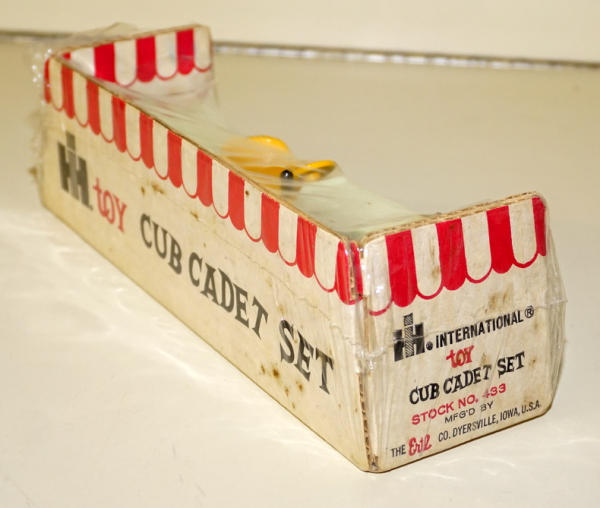 IH. toy CUB CADET SET
IH® INTERNATIONAL®
toy
CUB CADET SET
STOCK NO. 433
MFG'D BY
THE Ertl CO. DYERSVILLE, IOWA, U.S.A.